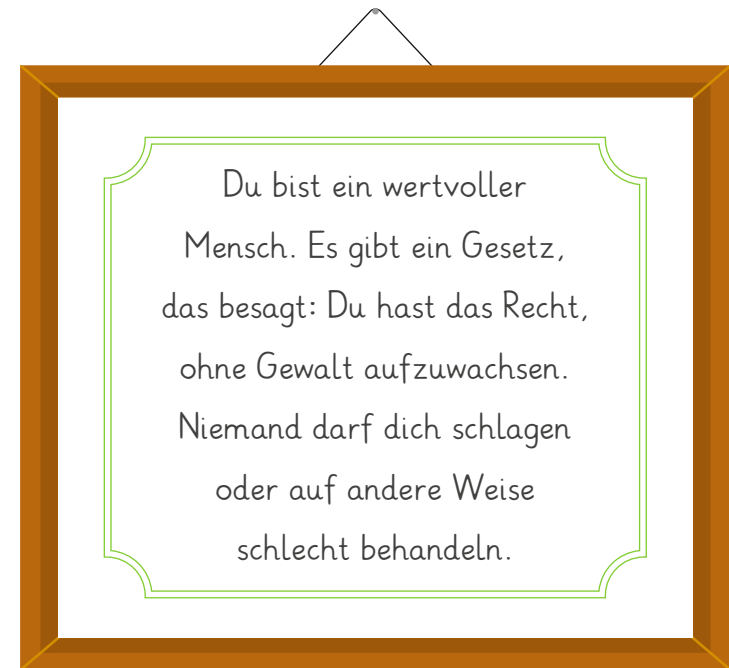 Du bist ein wertvoller
Mensch. Es gibt ein Gesetz,
das besagt: Du hast das Recht,
ohne Gewalt aufzuwachsen.
Niemand darf dich schlagen
oder auf andere Weise
schlecht behandeln.